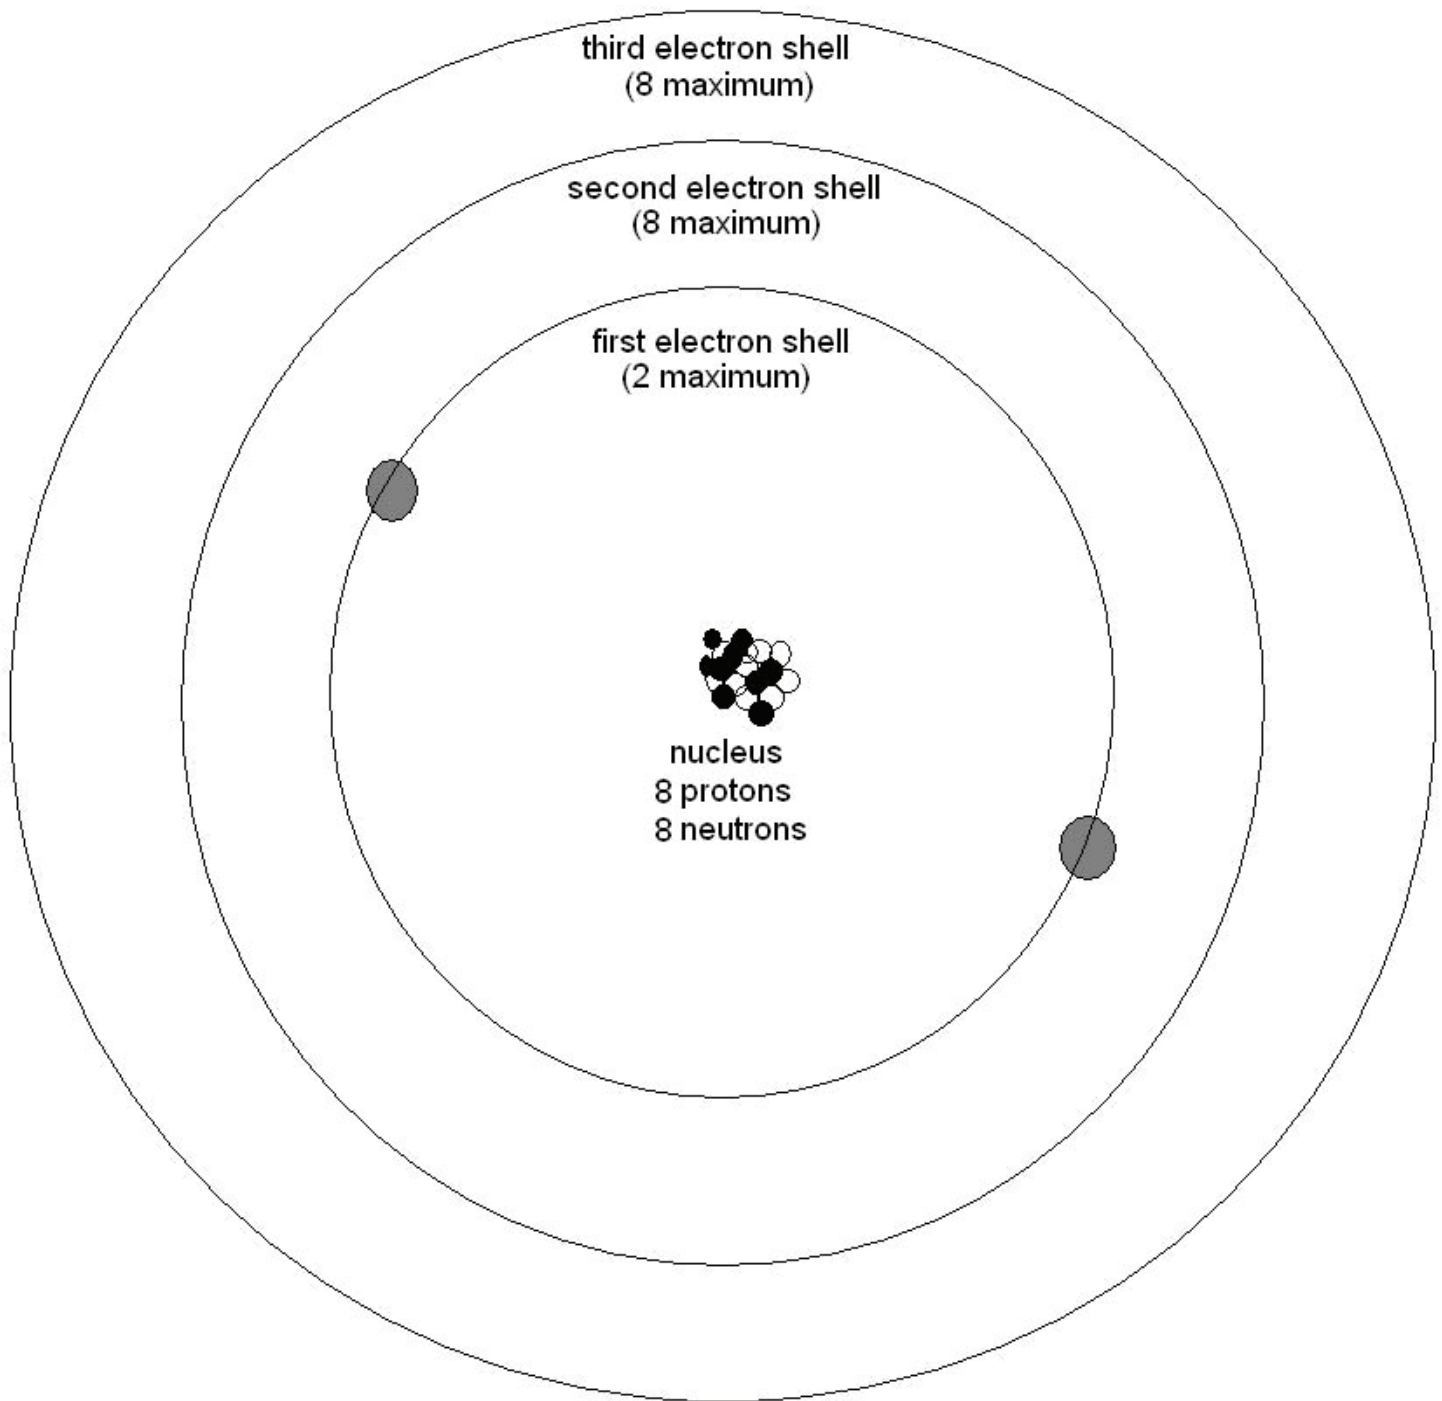 third electron shell
(8 maximum)
second electron shell
(8 maximum)
first electron shell
(2 maximum)
nucleus
8 protons
8 neutrons